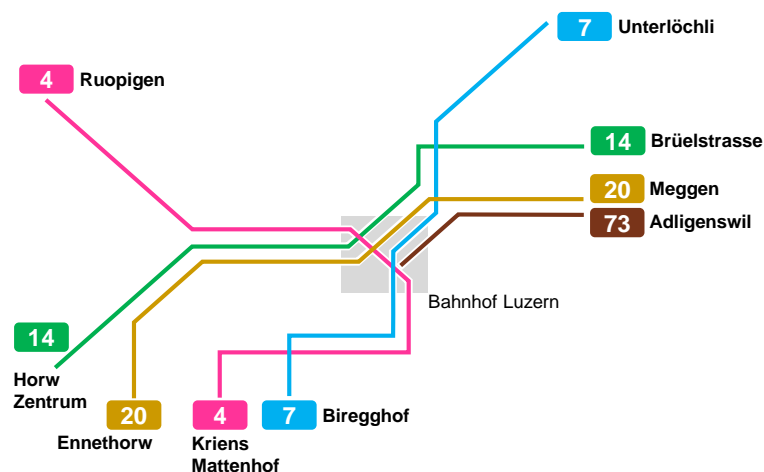 7 Unterlöchli
4 Ruopigen
14 Brüelstrasse
20 Meggen
73 Adligenswil
Bahnhof Luzern
14
Horw
Zentrum
20
Ennethorw
4
Kriens
Mattenhof
7 Biregghof